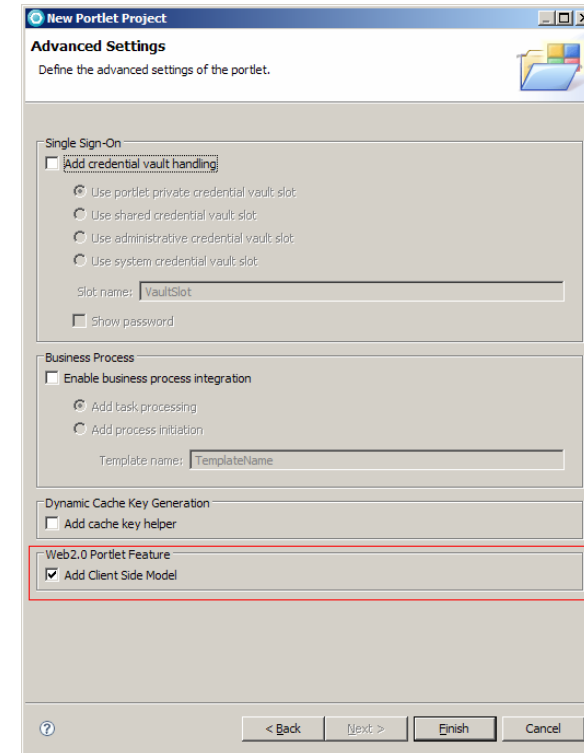 New Portlet Project
Advanced Settings
Define the advanced settings of the portlet.
Single Sign-On
Add credential vault handling
Use portlet private credential vault slot
Use shared credential vault slot
Use administrative credential vault slot
Use system credential vault slot
Slot name: VaultSlot
Show password
Business Process
Enable business process integration
Add task processing
Add process initiation
Template name: TemplateName
Dynamic Cache Key Generation
Add cache key helper
Web2.0 Portlet Feature
Add Client Side Model
? < Back Next > Finish Cancel